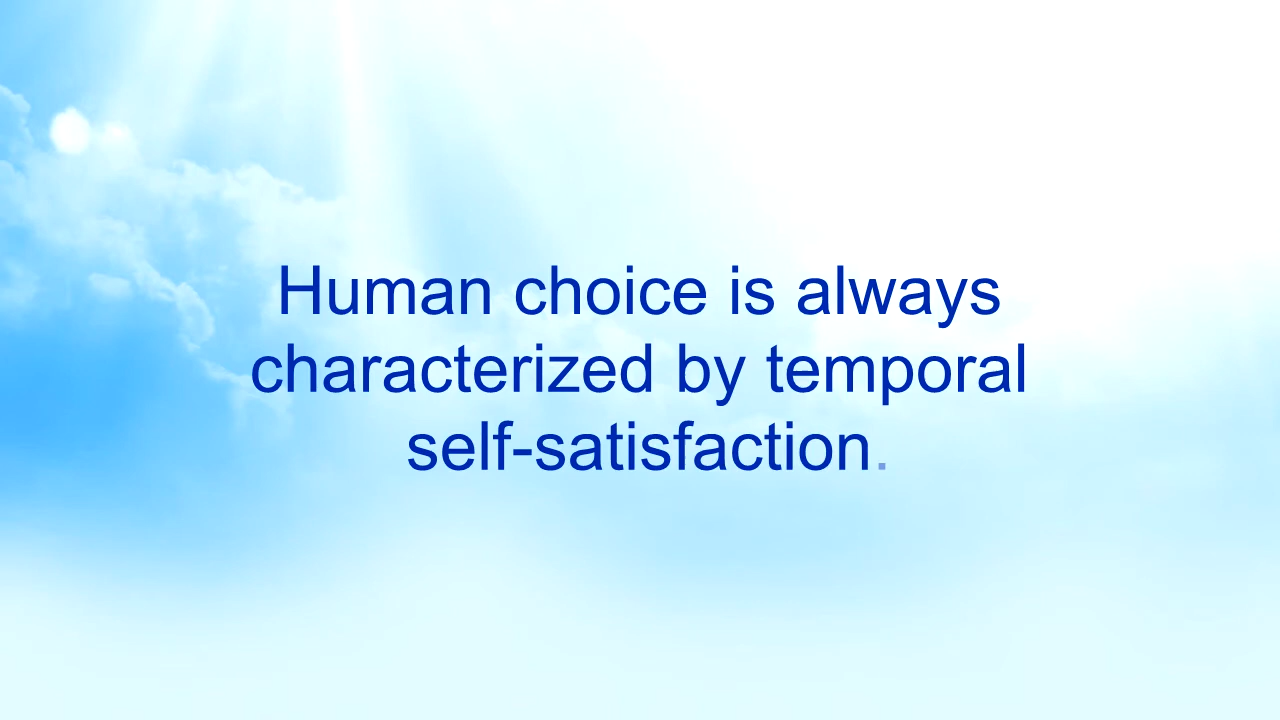 Human choice is always
characterized by temporal
self-satisfaction.